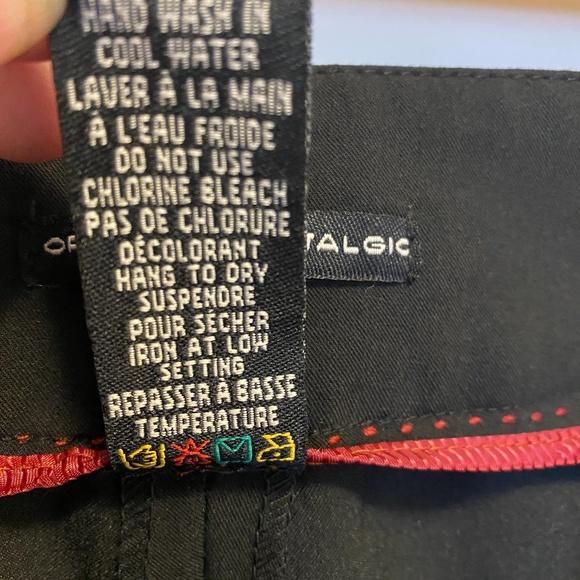 HAND WASH IN
COOL WATER
LAVER À LA MAIN
À L'EAU FROIDE
DO NOT USE
CHLORINE BLEACH
PAS DE CHLORURE
DÉCOLORANT
HANG TO DRY
SUSPENDRE
POUR SÉCHER
IRON AT LOW
SETTING
REPASSER À BASSE
TEMPÉRATURE
TALGIC